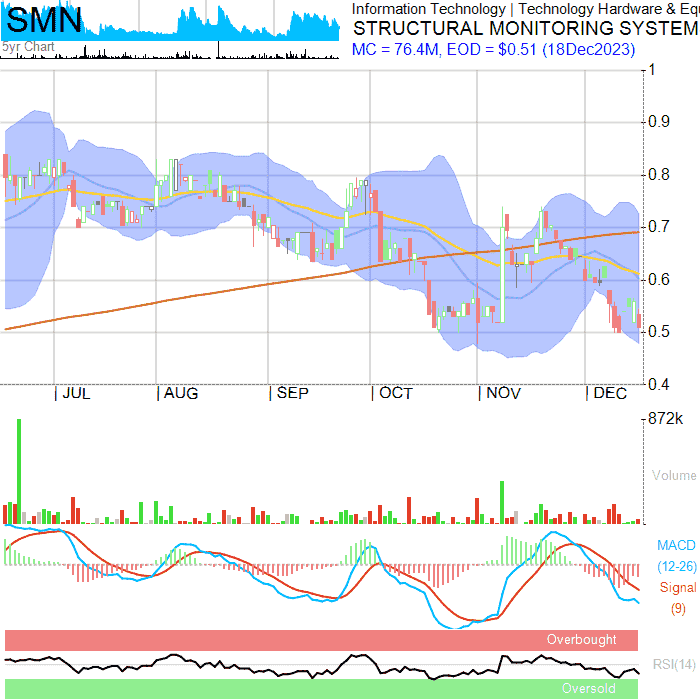 SMN
5yr Chart
Information Technology | Technology Hardware & Equ
STRUCTURAL MONITORING SYSTEM
MC = 76.4M, EOD = $0.51 (18Dec2023)
1
0.9
0.8
0.7
0.6
0.5
0.4
| JUL | AUG | SEP | OCT | NOV | DEC
872k
Volume
MACD
(12-26)
Signal
(9)
Overbought
RSI(14)
Oversold